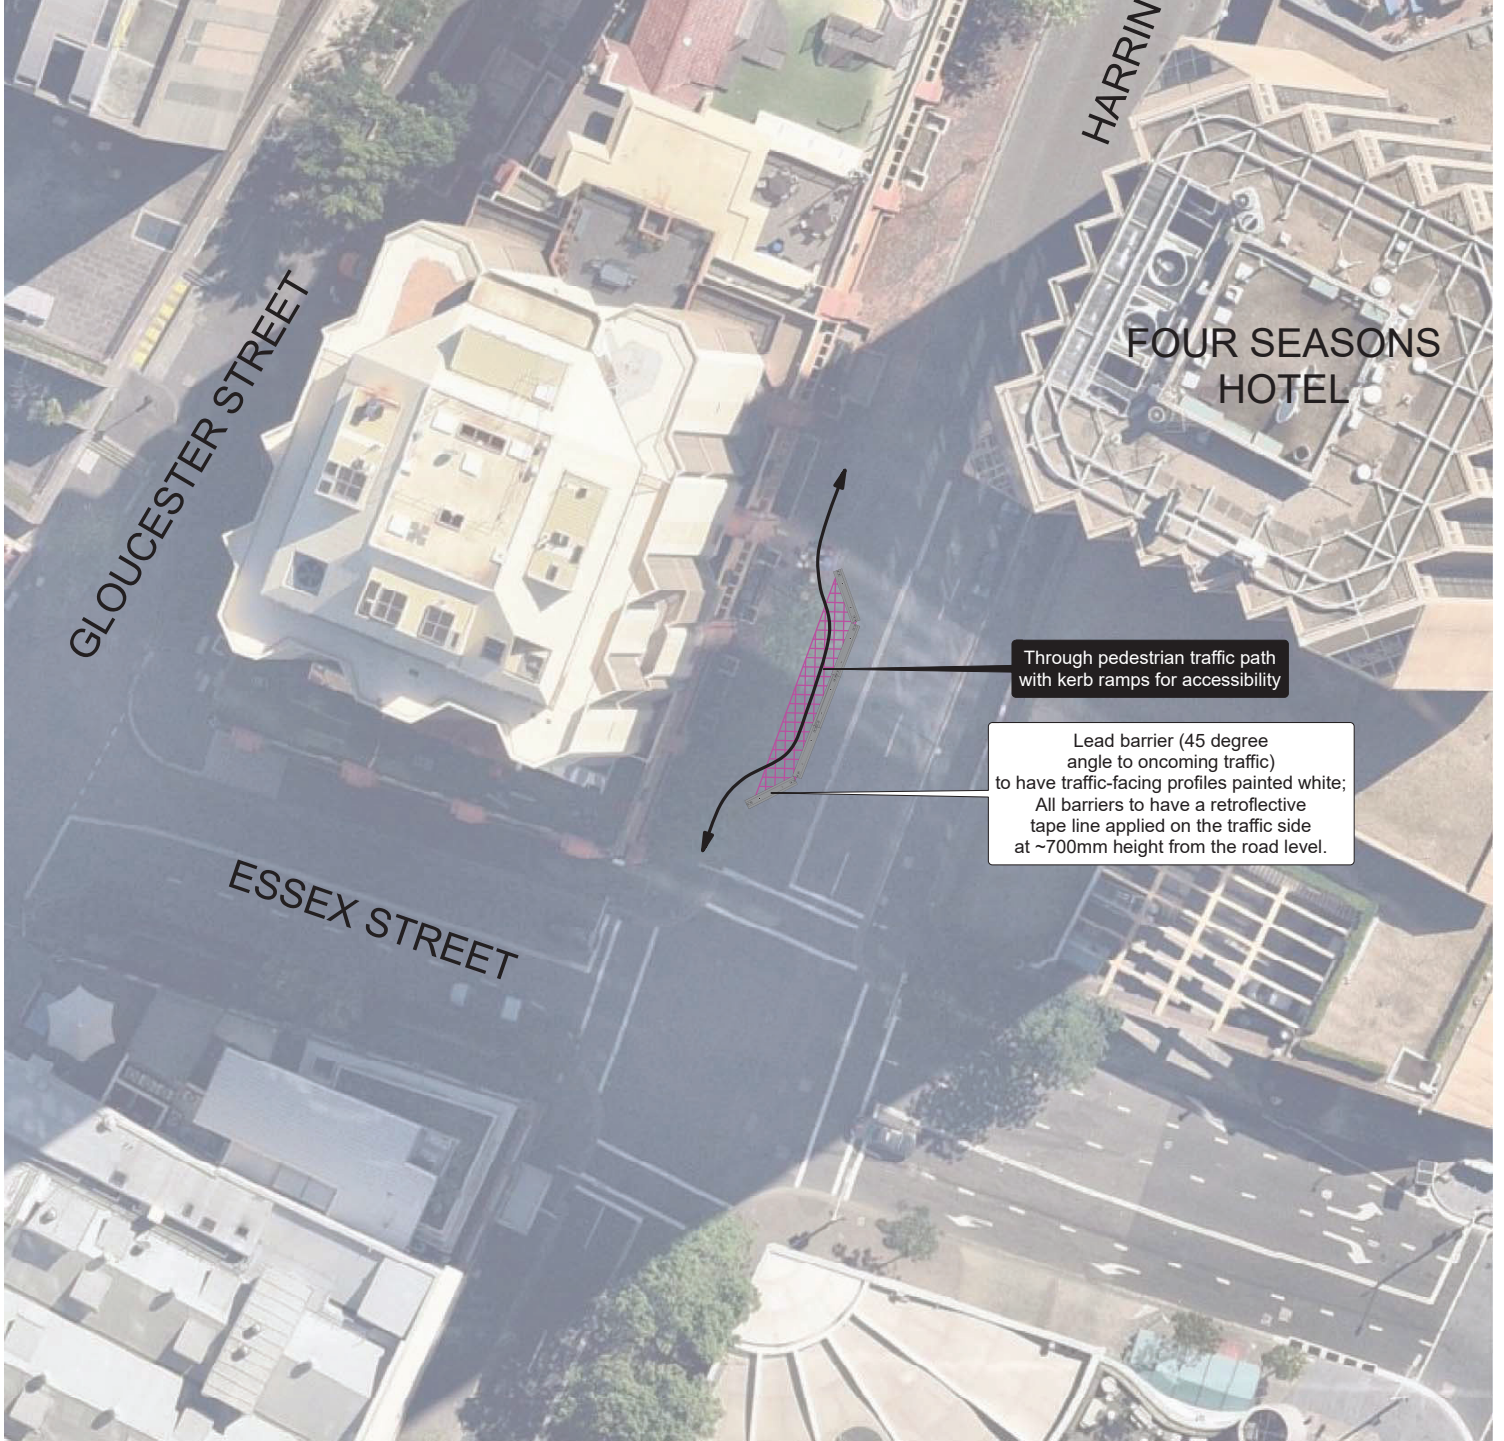 HARRIN
GLOUCESTER STREET
FOUR SEASONS
HOTEL
Through pedestrian traffic path
with kerb ramps for accessibility
Lead barrier (45 degree
angle to oncoming traffic)
to have traffic-facing profiles painted white;
All barriers to have a retroflective
tape line applied on the traffic side
at ~700mm height from the road level.
ESSEX STREET